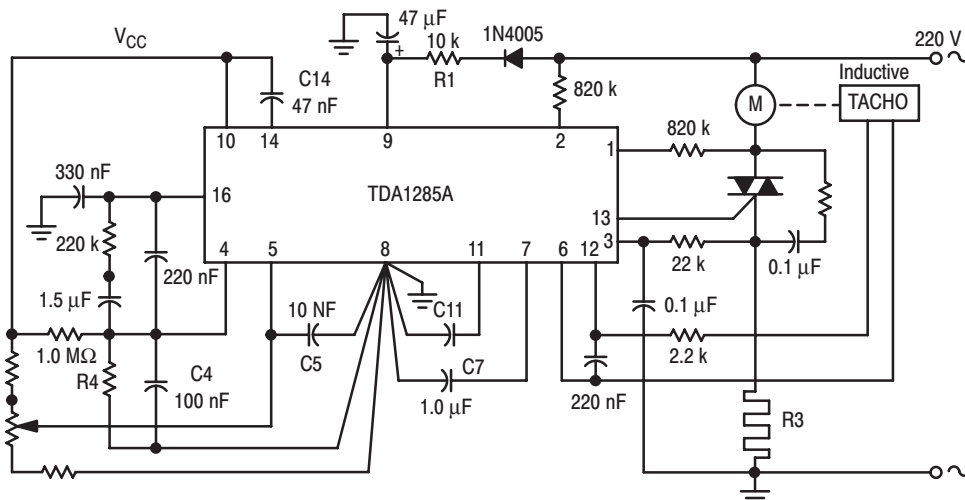 47 μF
VCC
10 k
1N4005
220 V
+
R1
Inductive
C14
47 nF
820 k
M
TACHO
10
14
9
2
1
820 k
330 nF
16
TDA1285A
13
220 k
4
5
8
11
7
6
12
3
220 nF
22 k
0.1 μF
1.5 μF
10 NF
C11
0.1 μF
1.0 MΩ
C5
2.2 k
R4
C4
C7
100 nF
1.0 μF
220 nF
R3